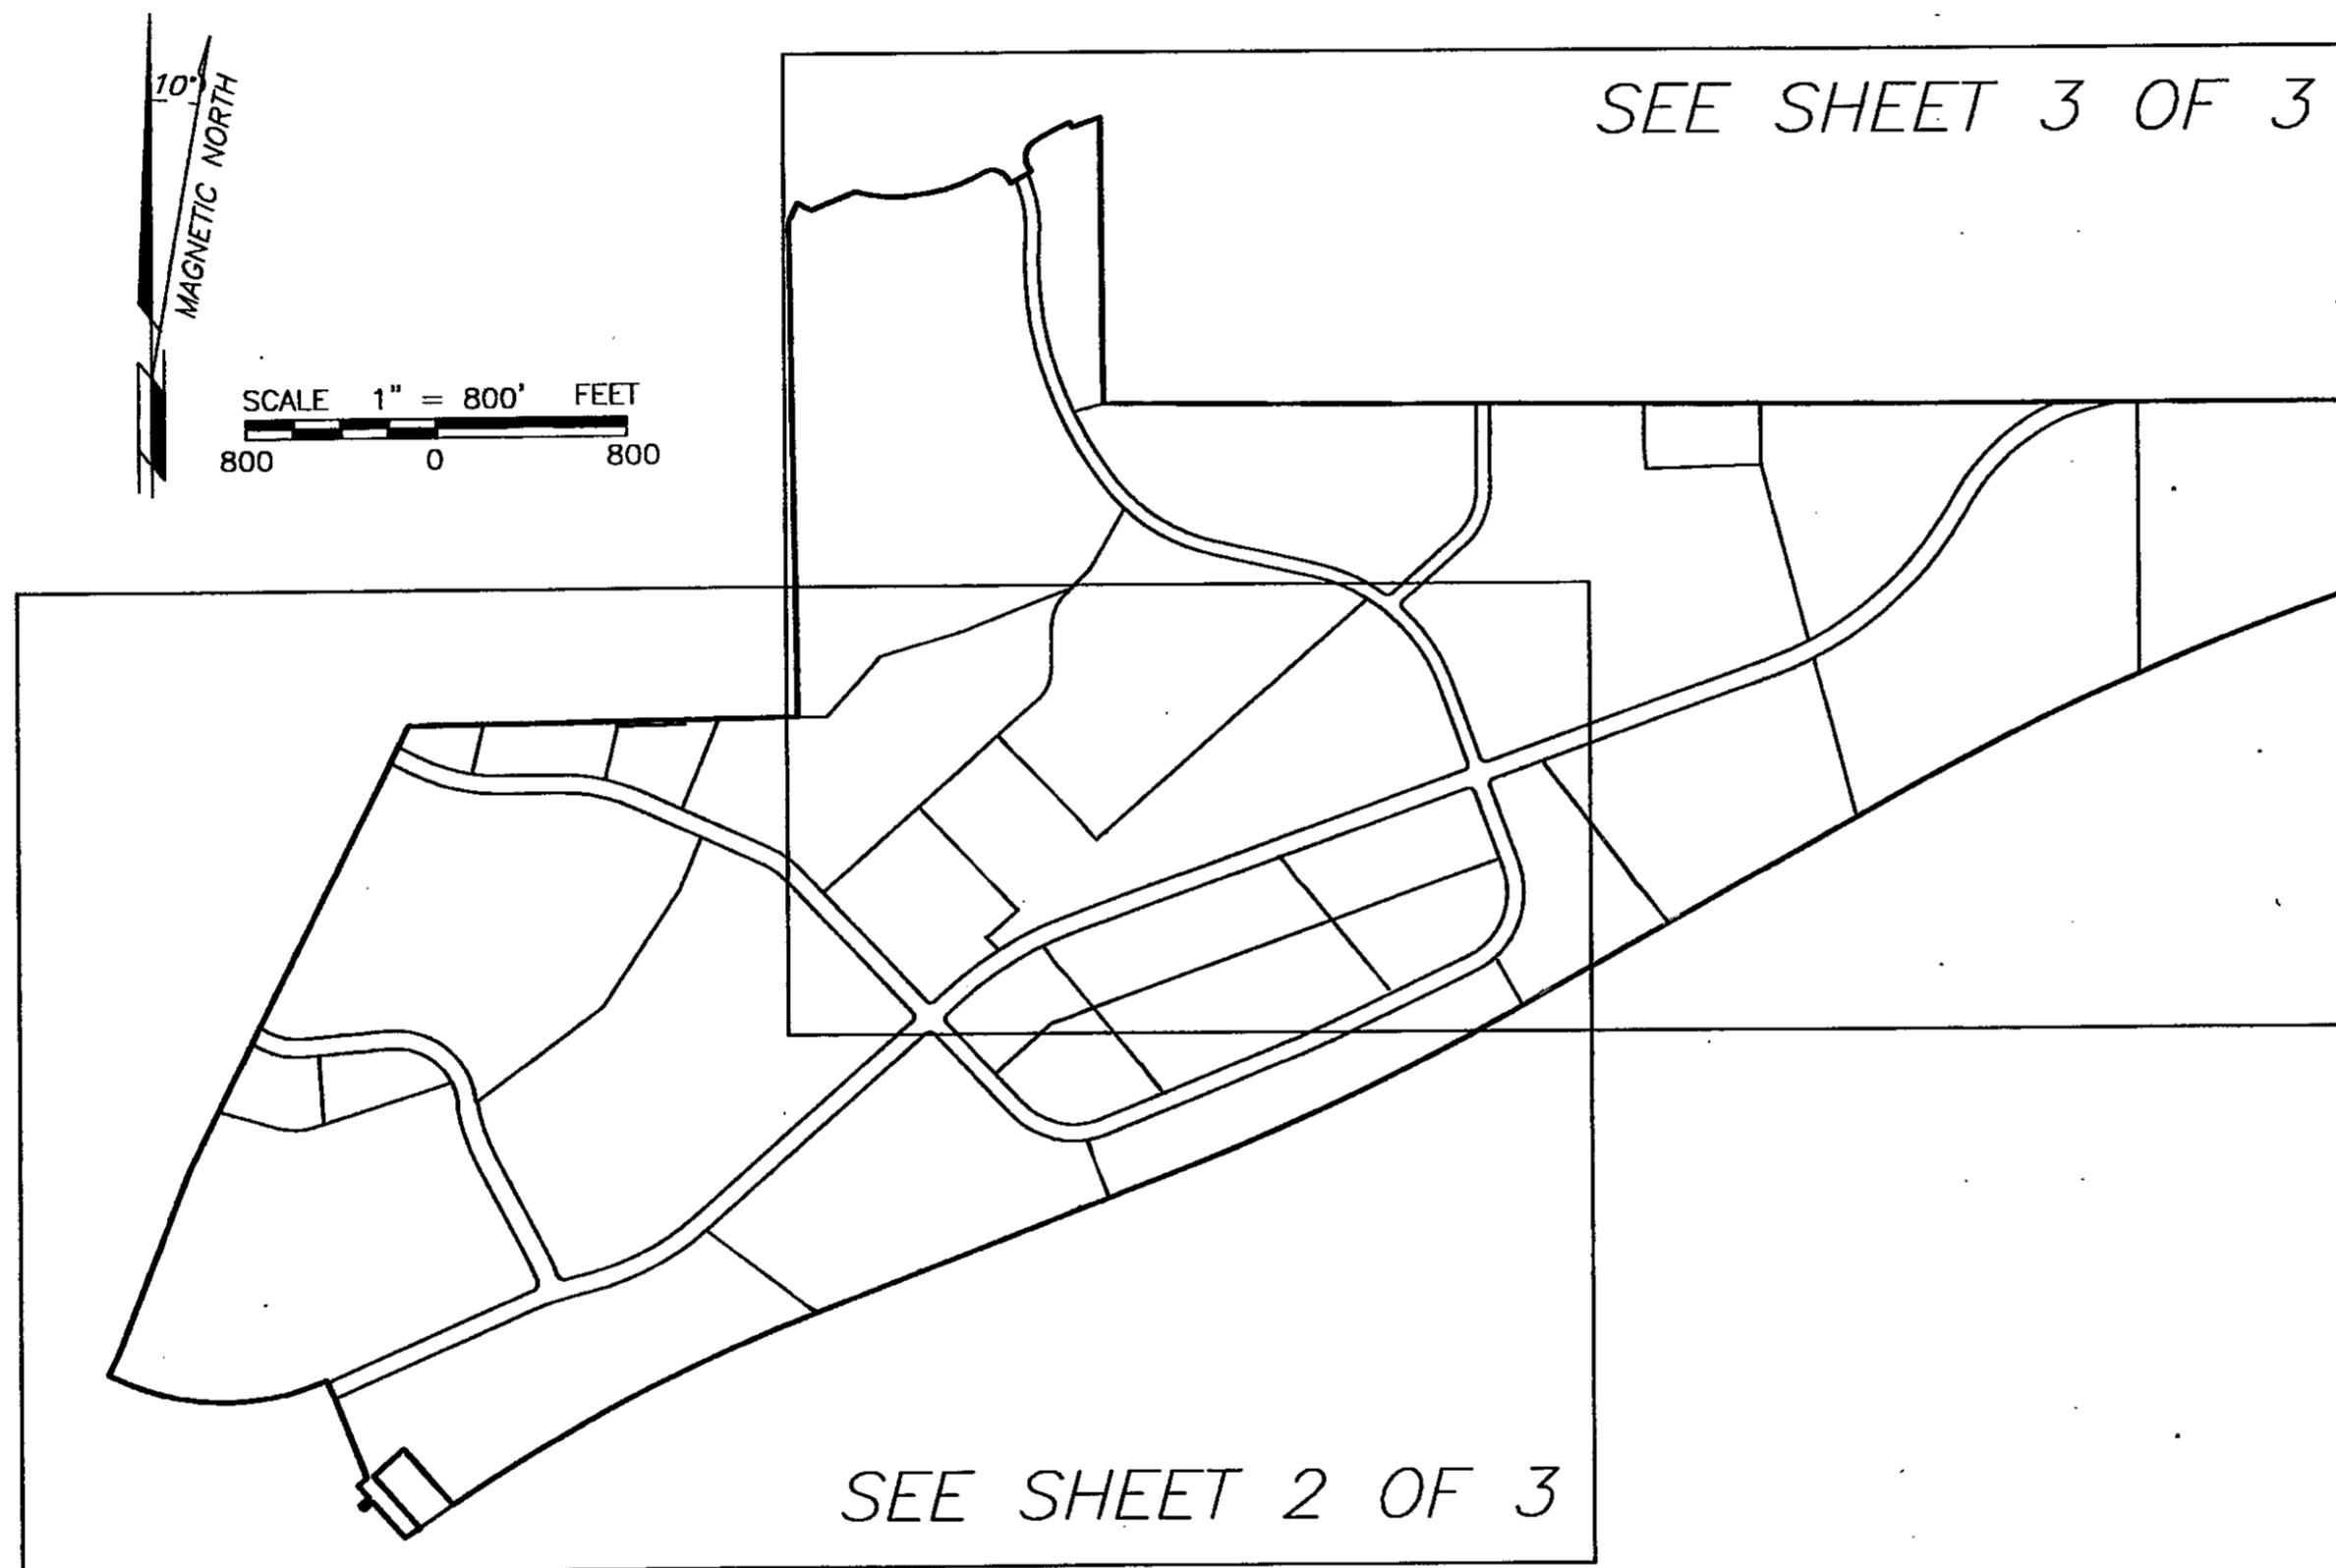 SEE SHEET 3 OF 3
10°
MAGNETIC NORTH
SCALE 1" = 800' FEET
800 0 800
SEE SHEET 2 OF 3